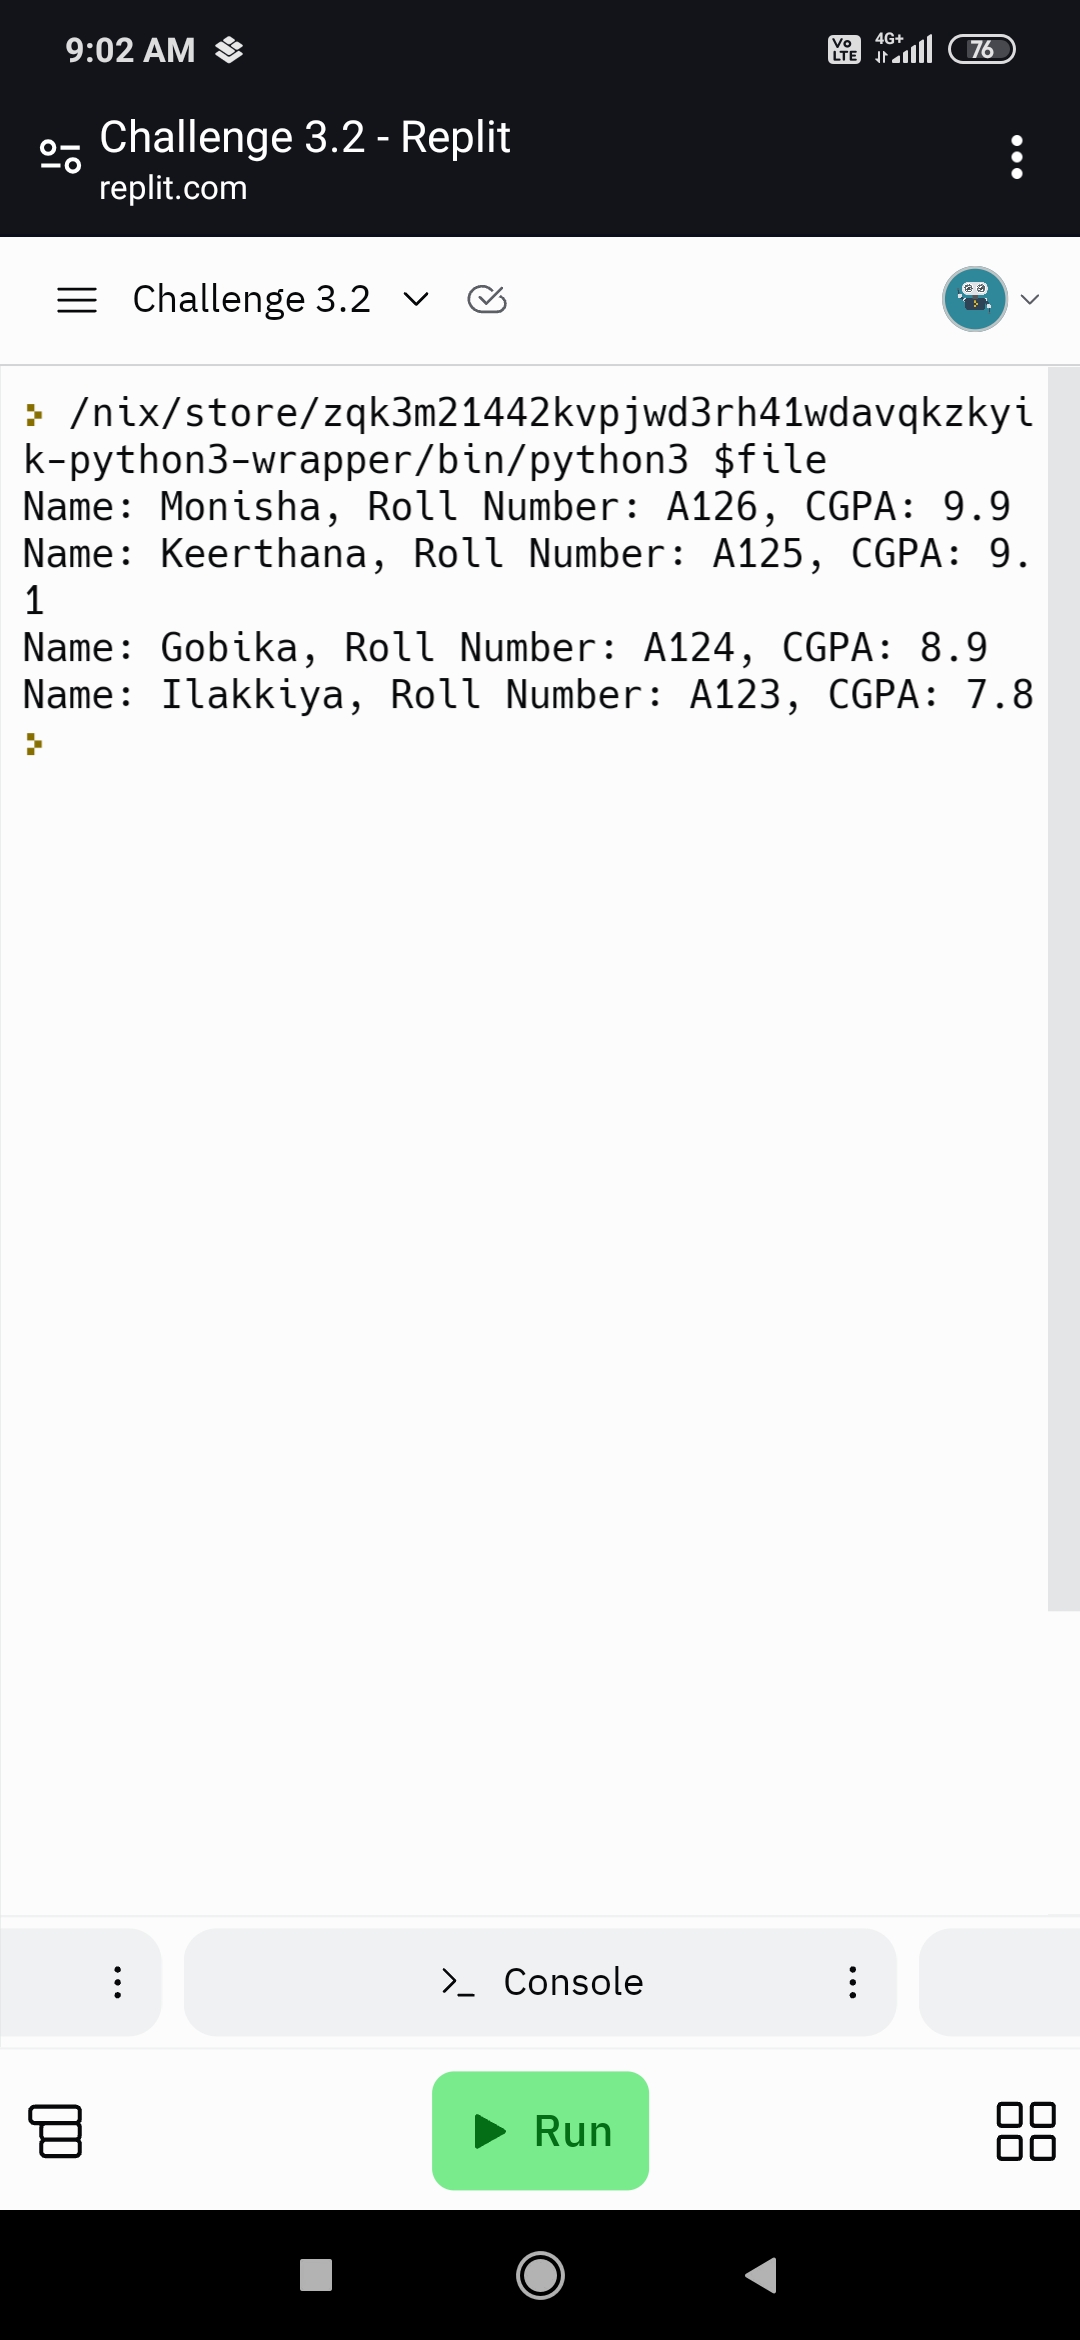 9:02 AM
Vo LTE 4G+ 76
Challenge 3.2 - Replit
replit.com
Challenge 3.2
/nix/store/zqk3m21442kvpjwd3rh41wdavqkzkyi
k-python3-wrapper/bin/python3 $file
Name: Monisha, Roll Number: A126, CGPA: 9.9
Name: Keerthana, Roll Number: A125, CGPA: 9.
1
Name: Gobika, Roll Number: A124, CGPA: 8.9
Name: Ilakkiya, Roll Number: A123, CGPA: 7.8
>_ Console
Run